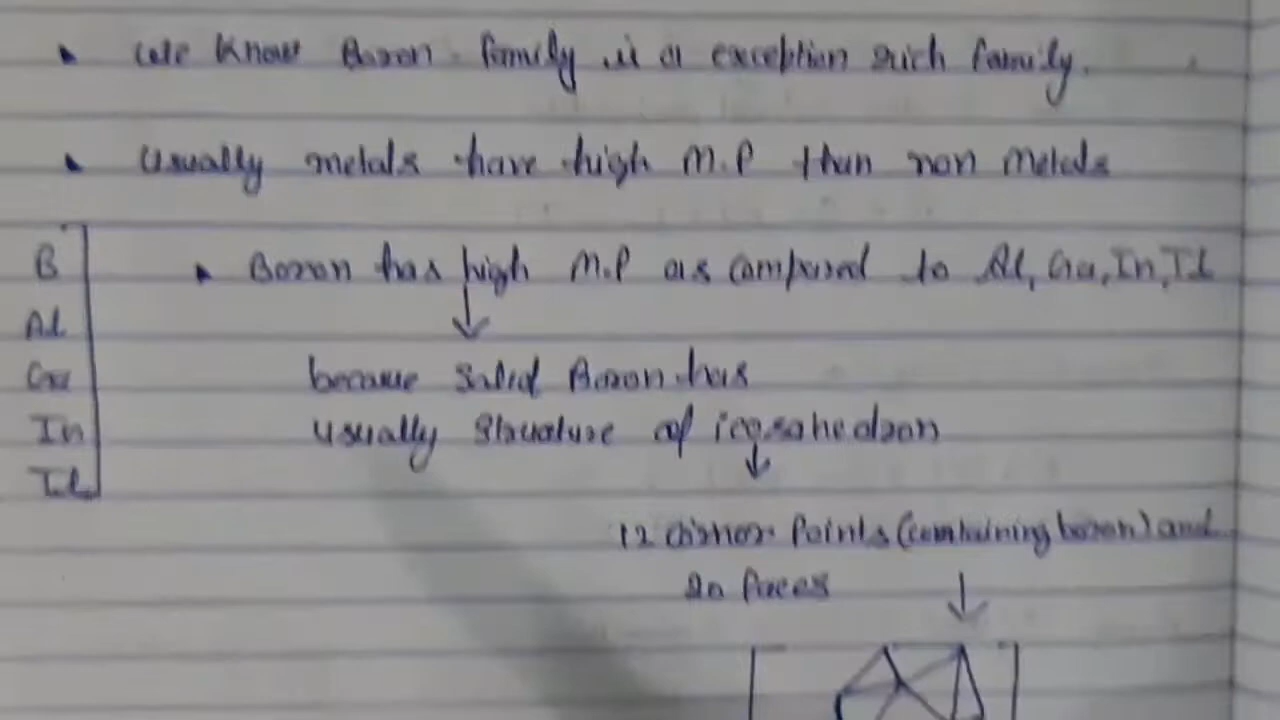 We Know Boron family is a exception rich family.
Usually metals have high M.P than non Metals
B
Boron has high M.P as compared to Al, Ga, In, Tl
Al
Ga
because Solid Boron has
In
usually Structure of icosahedron
Tl
12 corner Points (containing boron) and
20 faces